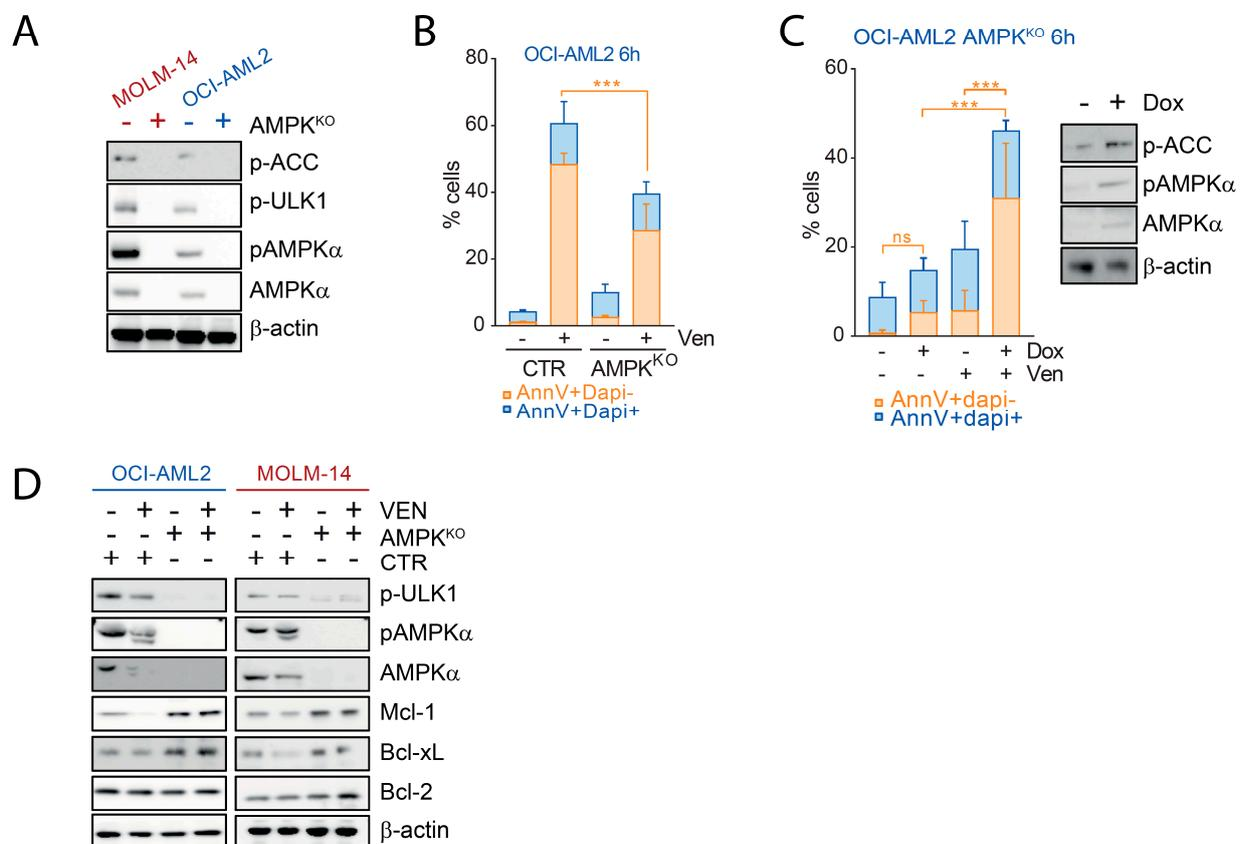 A
MOLM-14 OCI-AML2
- + - + AMPKKO
p-ACC
p-ULK1
pAMPKα
AMPKα
β-actin
B
OCI-AML2 6h
***
% cells
80
60
40
20
0
- + - + Ven
CTR AMPKKO
AnnV+Dapi-
AnnV+Dapi+
C
OCI-AML2 AMPKKO 6h
***
***
ns
% cells
60
40
20
0
- + - + Dox
- - + + Ven
AnnV+dapi-
AnnV+dapi+
- + Dox
p-ACC
pAMPKα
AMPKα
β-actin
D
OCI-AML2 MOLM-14
- + - + - + - + VEN
- - + + - - + + AMPKKO
+ + - - + + - - CTR
p-ULK1
pAMPKα
AMPKα
Mcl-1
Bcl-xL
Bcl-2
β-actin